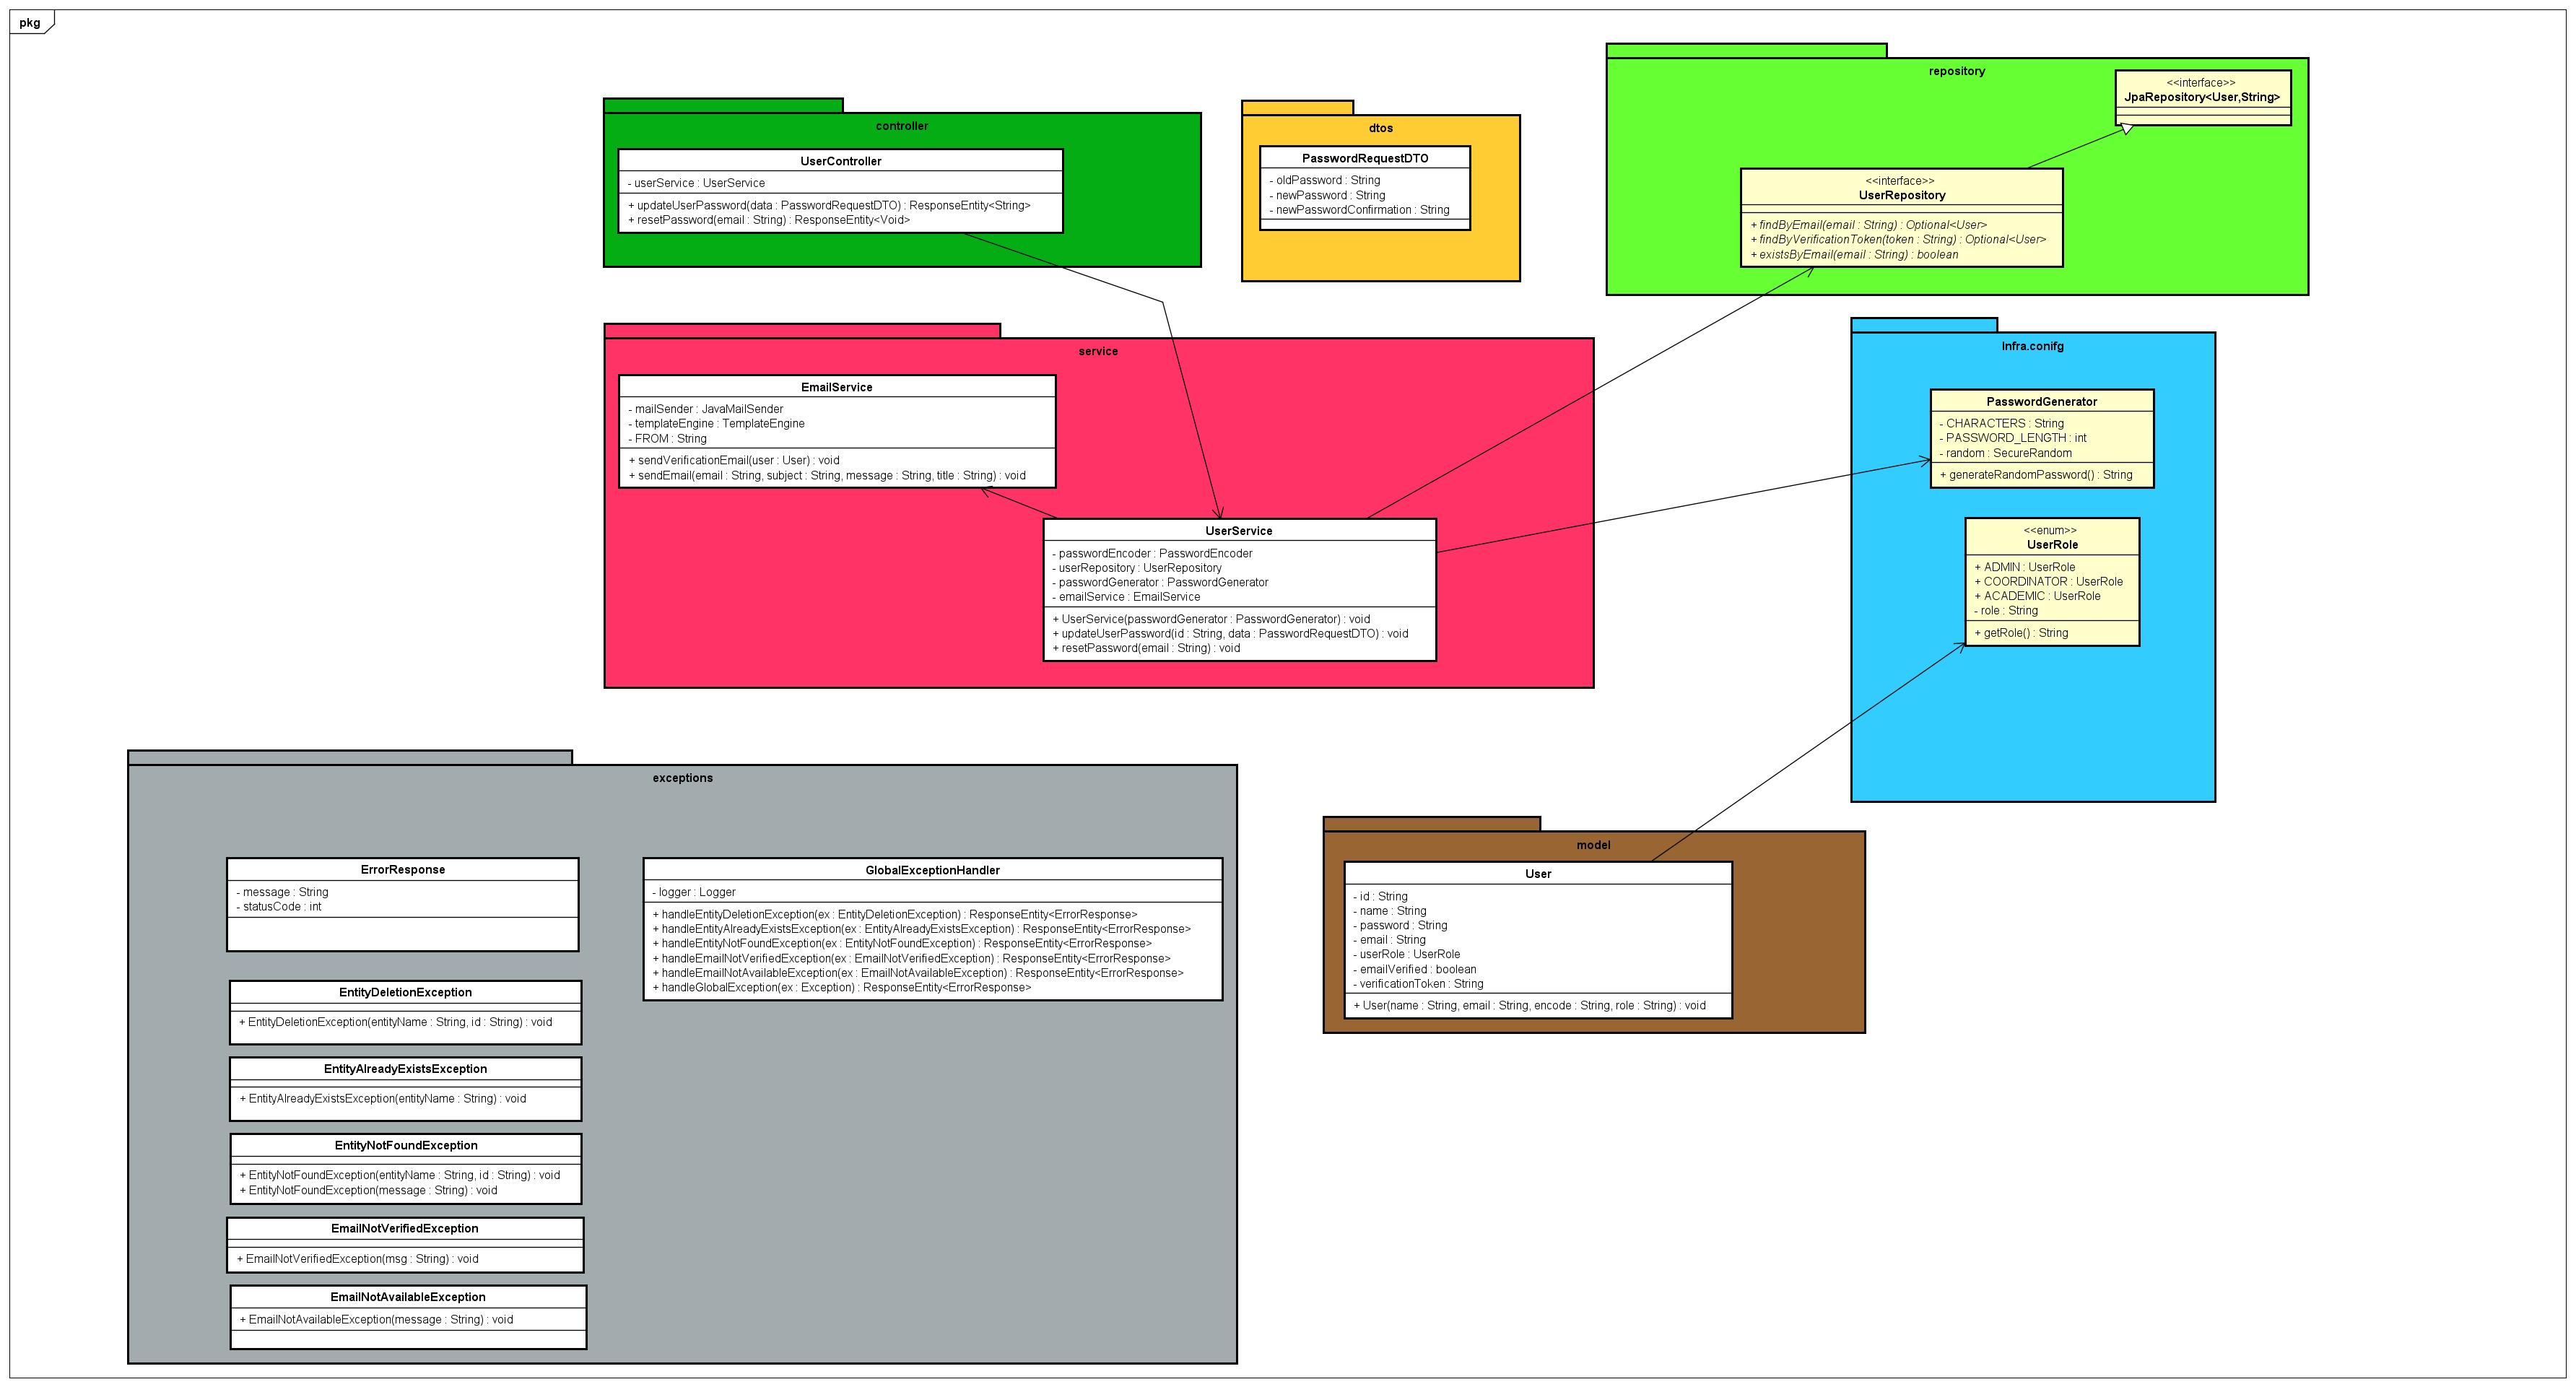 pkg
controller
UserController
- userService : UserService
+ updateUserPassword(data : PasswordRequestDTO) : ResponseEntity<String>
+ resetPassword(email : String) : ResponseEntity<Void>
dtos
PasswordRequestDTO
- oldPassword : String
- newPassword : String
- newPasswordConfirmation : String
repository
<<interface>>
JpaRepository<User,String>
<<interface>>
UserRepository
+ findByEmail(email : String) : Optional<User>
+ findByVerificationToken(token : String) : Optional<User>
+ existsByEmail(email : String) : boolean
service
EmailService
- mailSender : JavaMailSender
- templateEngine : TemplateEngine
- FROM : String
+ sendVerificationEmail(user : User) : void
+ sendEmail(email : String, subject : String, message : String, title : String) : void
UserService
- passwordEncoder : PasswordEncoder
- userRepository : UserRepository
- passwordGenerator : PasswordGenerator
- emailService : EmailService
+ UserService(passwordGenerator : PasswordGenerator) : void
+ updateUserPassword(id : String, data : PasswordRequestDTO) : void
+ resetPassword(email : String) : void
Infra.conifg
PasswordGenerator
- CHARACTERS : String
- PASSWORD_LENGTH : int
- random : SecureRandom
+ generateRandomPassword() : String
<<enum>>
UserRole
+ ADMIN : UserRole
+ COORDINATOR : UserRole
+ ACADEMIC : UserRole
- role : String
+ getRole() : String
exceptions
ErrorResponse
- message : String
- statusCode : int
EntityDeletionException
+ EntityDeletionException(entityName : String, id : String) : void
EntityAlreadyExistsException
+ EntityAlreadyExistsException(entityName : String) : void
EntityNotFoundException
+ EntityNotFoundException(entityName : String, id : String) : void
+ EntityNotFoundException(message : String) : void
EmailNotVerifiedException
+ EmailNotVerifiedException(msg : String) : void
EmailNotAvailableException
+ EmailNotAvailableException(message : String) : void
GlobalExceptionHandler
- logger : Logger
+ handleEntityDeletionException(ex : EntityDeletionException) : ResponseEntity<ErrorResponse>
+ handleEntityAlreadyExistsException(ex : EntityAlreadyExistsException) : ResponseEntity<ErrorResponse>
+ handleEntityNotFoundException(ex : EntityNotFoundException) : ResponseEntity<ErrorResponse>
+ handleEmailNotVerifiedException(ex : EmailNotVerifiedException) : ResponseEntity<ErrorResponse>
+ handleEmailNotAvailableException(ex : EmailNotAvailableException) : ResponseEntity<ErrorResponse>
+ handleGlobalException(ex : Exception) : ResponseEntity<ErrorResponse>
model
User
- id : String
- name : String
- password : String
- email : String
- userRole : UserRole
- emailVerified : boolean
- verificationToken : String
+ User(name : String, email : String, encode : String, role : String) : void